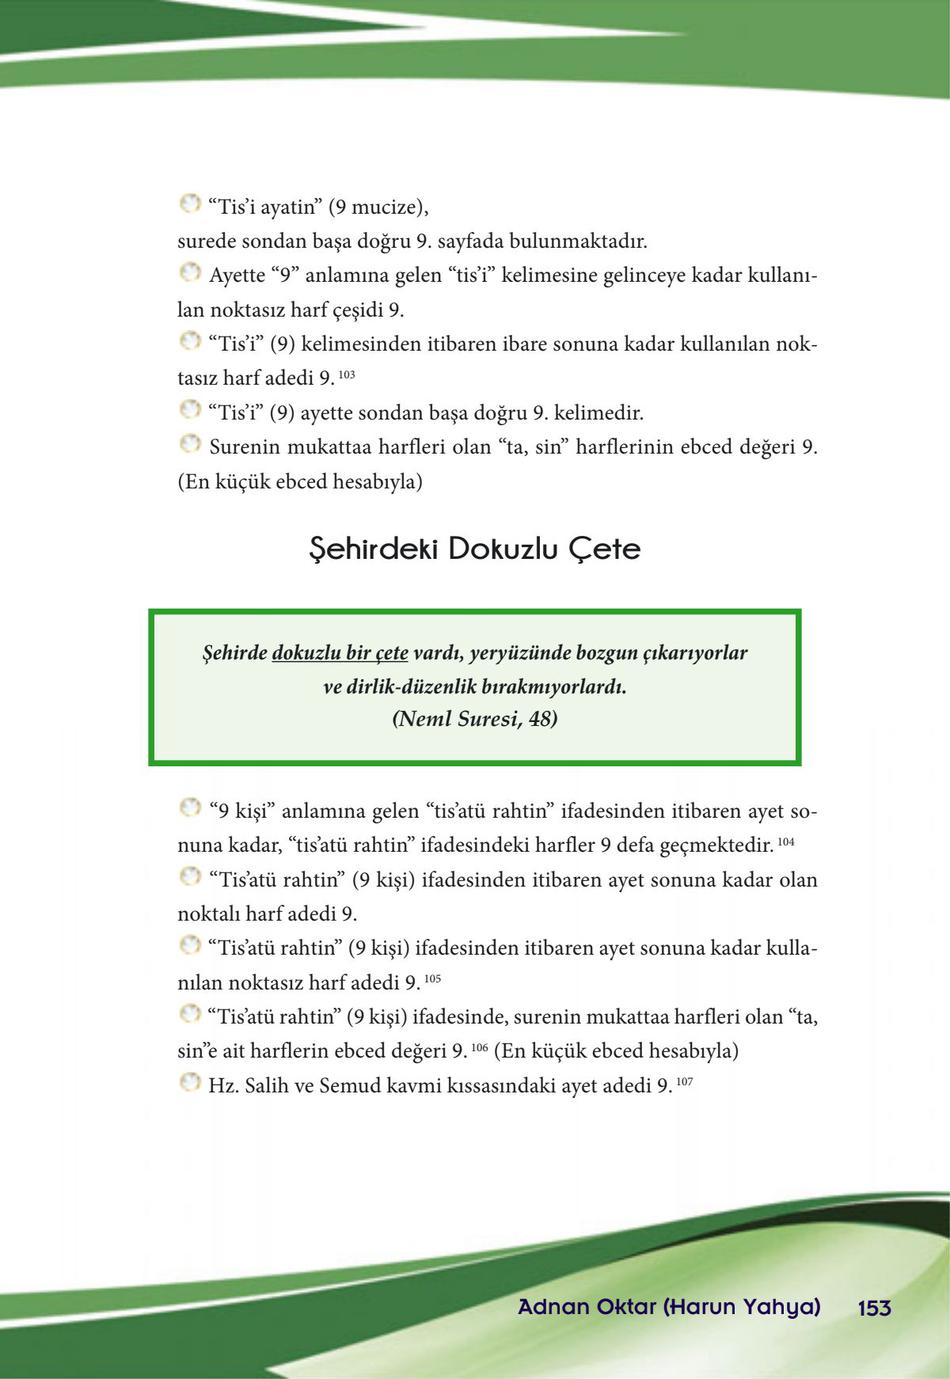 “Tis’i ayatin” (9 mucize),
surede sondan başa doğru 9. sayfada bulunmaktadır.
Ayette “9” anlamına gelen “tis’i” kelimesine gelinceye kadar kullanı-
lan noktasız harf çeşidi 9.
“Tis’i” (9) kelimesinden itibaren ibare sonuna kadar kullanılan nok-
tasız harf adedi 9. 103
“Tis’i” (9) ayette sondan başa doğru 9. kelimedir.
Surenin mukattaa harfleri olan “ta, sin” harflerinin ebced değeri 9.
(En küçük ebced hesabıyla)
Şehirdeki Dokuzlu Çete
Şehirde dokuzlu bir çete vardı, yeryüzünde bozgun çıkarıyorlar
ve dirlik-düzenlik bırakmıyorlardı.
(Neml Suresi, 48)
“9 kişi” anlamına gelen “tis’atü rahtin” ifadesinden itibaren ayet so-
nuna kadar, “tis’atü rahtin” ifadesindeki harfler 9 defa geçmektedir. 104
“Tis’atü rahtin” (9 kişi) ifadesinden itibaren ayet sonuna kadar olan
noktalı harf adedi 9.
“Tis’atü rahtin” (9 kişi) ifadesinden itibaren ayet sonuna kadar kulla-
nılan noktasız harf adedi 9. 105
“Tis’atü rahtin” (9 kişi) ifadesinde, surenin mukattaa harfleri olan “ta,
sin”e ait harflerin ebced değeri 9. 106 (En küçük ebced hesabıyla)
Hz. Salih ve Semud kavmi kıssasındaki ayet adedi 9. 107
Adnan Oktar (Harun Yahya) 153